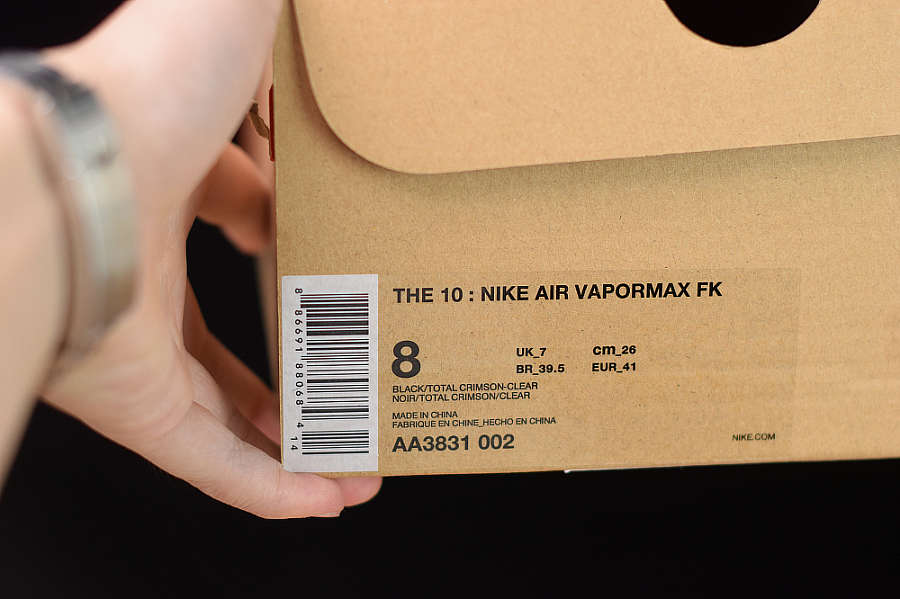 THE 10 : NIKE AIR VAPORMAX FK
8
UK_7 cm_26
BR_39.5 EUR_41
BLACK/TOTAL CRIMSON-CLEAR
NOIR/TOTAL CRIMSON/CLEAR
MADE IN CHINA
FABRIQUE EN CHINE_HECHO EN CHINA
AA3831 002
NIKE.COM
8 86691 88068 4 14